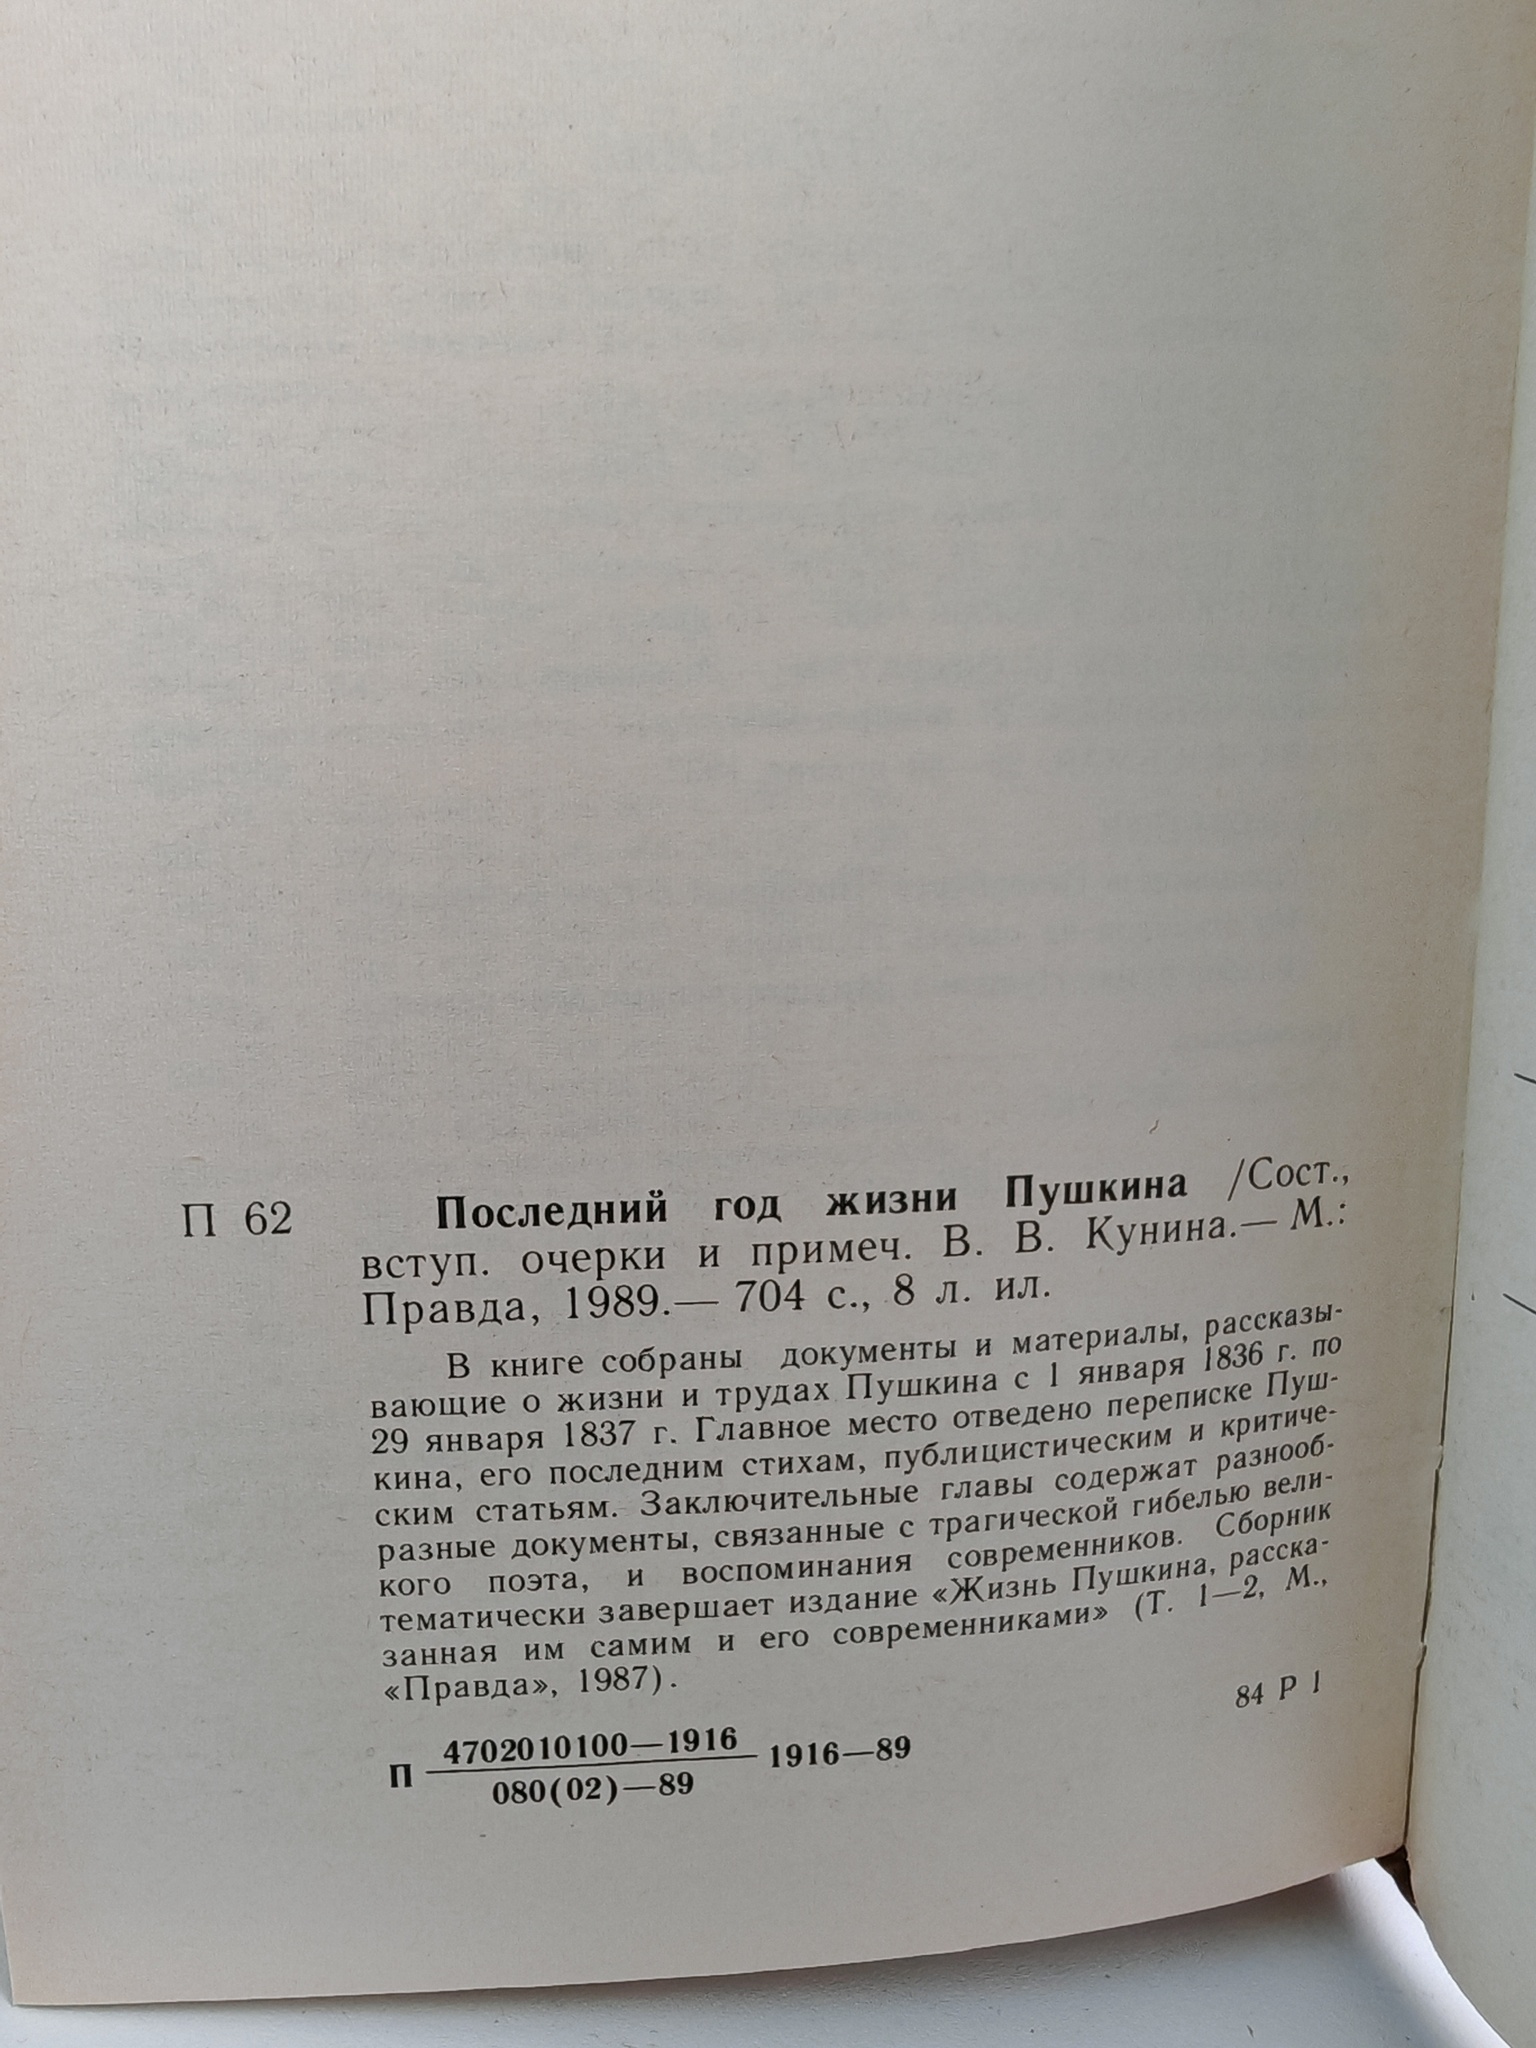 П 62 Последний год жизни Пушкина /Сост.,
вступ. очерки и примеч. В. В. Кунина.— М.:
Правда, 1989.— 704 с., 8 л. ил.
В книге собраны документы и материалы, рассказы-
вающие о жизни и трудах Пушкина с 1 января 1836 г. по
29 января 1837 г. Главное место отведено переписке Пуш-
кина, его последним стихам, публицистическим и критиче-
ским статьям. Заключительные главы содержат разнооб-
разные документы, связанные с трагической гибелью вели-
кого поэта, и воспоминания современников. Сборник
тематически завершает издание «Жизнь Пушкина, расска-
занная им самим и его современниками» (Т. 1—2, М.,
«Правда», 1987).
84 Р 1
П 4702010100—1916 1916—89
080(02)—89